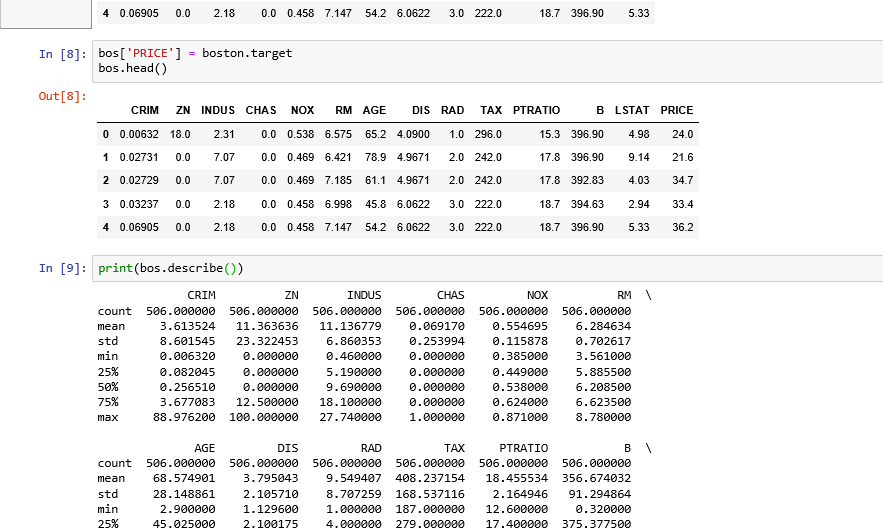 4 0.06905 0.0 2.18 0.0 0.458 7.147 54.2 6.0622 3.0 222.0 18.7 396.90 5.33
In [8]: bos['PRICE'] = boston.target
bos.head()
Out[8]:
CRIM ZN INDUS CHAS NOX RM AGE DIS RAD TAX PTRATIO B LSTAT PRICE
0 0.00632 18.0 2.31 0.0 0.538 6.575 65.2 4.0900 1.0 296.0 15.3 396.90 4.98 24.0
1 0.02731 0.0 7.07 0.0 0.469 6.421 78.9 4.9671 2.0 242.0 17.8 396.90 9.14 21.6
2 0.02729 0.0 7.07 0.0 0.469 7.185 61.1 4.9671 2.0 242.0 17.8 392.83 4.03 34.7
3 0.03237 0.0 2.18 0.0 0.458 6.998 45.8 6.0622 3.0 222.0 18.7 394.63 2.94 33.4
4 0.06905 0.0 2.18 0.0 0.458 7.147 54.2 6.0622 3.0 222.0 18.7 396.90 5.33 36.2
In [9]: print(bos.describe())
CRIM ZN INDUS CHAS NOX RM \
count 506.000000 506.000000 506.000000 506.000000 506.000000 506.000000
mean 3.613524 11.363636 11.136779 0.069170 0.554695 6.284634
std 8.601545 23.322453 6.860353 0.253994 0.115878 0.702617
min 0.006320 0.000000 0.460000 0.000000 0.385000 3.561000
25% 0.082045 0.000000 5.190000 0.000000 0.449000 5.885500
50% 0.256510 0.000000 9.690000 0.000000 0.538000 6.208500
75% 3.677083 12.500000 18.100000 0.000000 0.624000 6.623500
max 88.976200 100.000000 27.740000 1.000000 0.871000 8.780000
AGE DIS RAD TAX PTRATIO B \
count 506.000000 506.000000 506.000000 506.000000 506.000000 506.000000
mean 68.574901 3.795043 9.549407 408.237154 18.455534 356.674032
std 28.148861 2.105710 8.707259 168.537116 2.164946 91.294864
min 2.900000 1.129600 1.000000 187.000000 12.600000 0.320000
25% 45.025000 2.100175 4.000000 279.000000 17.400000 375.377500